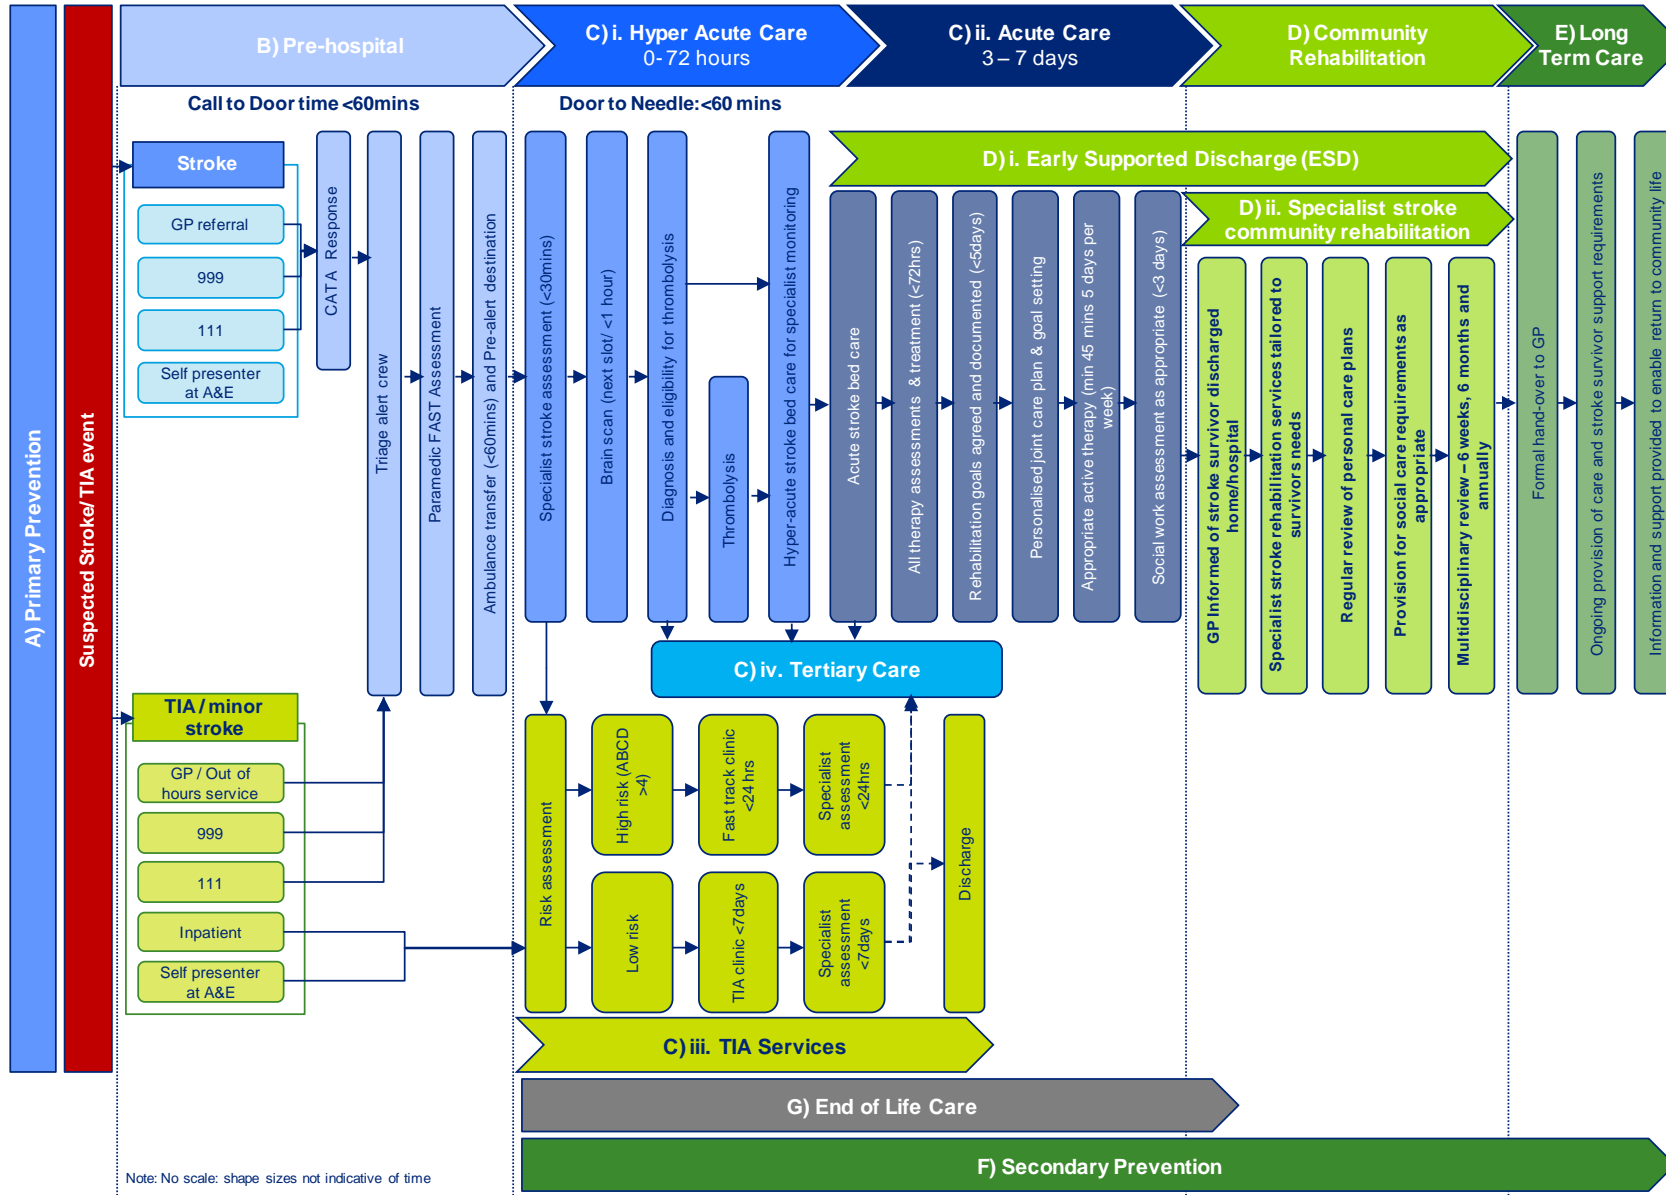 A) Primary Prevention
Suspected Stroke/TIA event
B) Pre-hospital
C) i. Hyper Acute Care
0-72 hours
C) ii. Acute Care
3 – 7 days
D) Community
Rehabilitation
E) Long
Term Care
Call to Door time <60mins
Door to Needle: <60 mins
Stroke
GP referral
999
111
Self presenter
at A&E
CATA Response
Triage alert crew
Paramedic FAST Assessment
Ambulance transfer (<60mins) and Pre-alert destination
Specialist stroke assessment (<30mins)
Brain scan (next slot/ <1 hour)
Diagnosis and eligibility for thrombolysis
Thrombolysis
Hyper-acute stroke bed care for specialist monitoring
D) i. Early Supported Discharge (ESD)
Acute stroke bed care
All therapy assessments & treatment (<72hrs)
Rehabilitation goals agreed and documented (<5days)
Personalised joint care plan & goal setting
Appropriate active therapy (min 45 mins 5 days per
week)
Social work assessment as appropriate (<3 days)
D) ii. Specialist stroke
community rehabilitation
GP Informed of stroke survivor discharged
home/hospital
Specialist stroke rehabilitation services tailored to
survivors needs
Regular review of personal care plans
Provision for social care requirements as
appropriate
Multidisciplinary review – 6 weeks, 6 months and
annually
Formal hand-over to GP
Ongoing provision of care and stroke survivor support requirements
Information and support provided to enable return to community life
C) iv. Tertiary Care
TIA / minor
stroke
GP / Out of
hours service
999
111
Inpatient
Self presenter
at A&E
Risk assessment
High risk (ABCD
>4)
Fast track clinic
<24 hrs
Specialist
assessment
<24hrs
Low risk
TIA clinic <7days
Specialist
assessment
<7days
Discharge
C) iii. TIA Services
G) End of Life Care
F) Secondary Prevention
Note: No scale: shape sizes not indicative of time